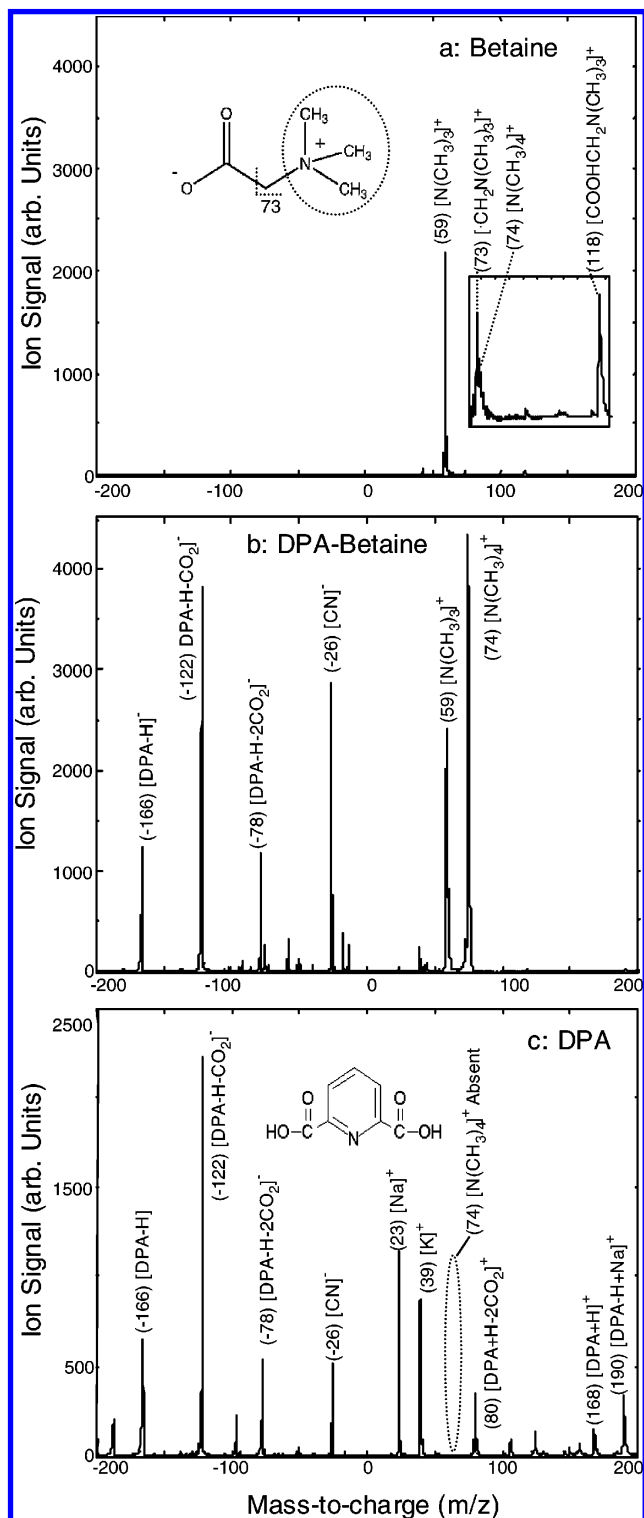 a: Betaine
Ion Signal (arb. Units)
4000
3000
2000
1000
0
-200
-100
0
100
200
O
-
O
CH₃
+
N
CH₃
CH₃
73
(59) [N(CH₃)₃]⁺
(73) [·CH₂N(CH₃)₃]⁺
(74) [N(CH₃)₄]⁺
(118) [COOHCH₂N(CH₃)₃]⁺
b: DPA-Betaine
Ion Signal (arb. Units)
4000
3000
2000
1000
0
-200
-100
0
100
200
(-166) [DPA-H]⁻
(-122) DPA-H-CO₂]⁻
(-78) [DPA-H-2CO₂]⁻
(-26) [CN]⁻
(59) [N(CH₃)₃]⁺
(74) [N(CH₃)₄]⁺
c: DPA
Ion Signal (arb. Units)
2500
1500
500
0
-200
-100
0
100
200
O
O
HO
N
OH
(-166) [DPA-H]
(-122) [DPA-H-CO₂]⁻
(-78) [DPA-H-2CO₂]⁻
(-26) [CN]⁻
(23) [Na]⁺
(39) [K]⁺
(74) [N(CH₃)₄]⁺ Absent
(80) [DPA+H-2CO₂]⁺
(168) [DPA+H]⁺
(190) [DPA-H+Na]⁺
Mass-to-charge (m/z)